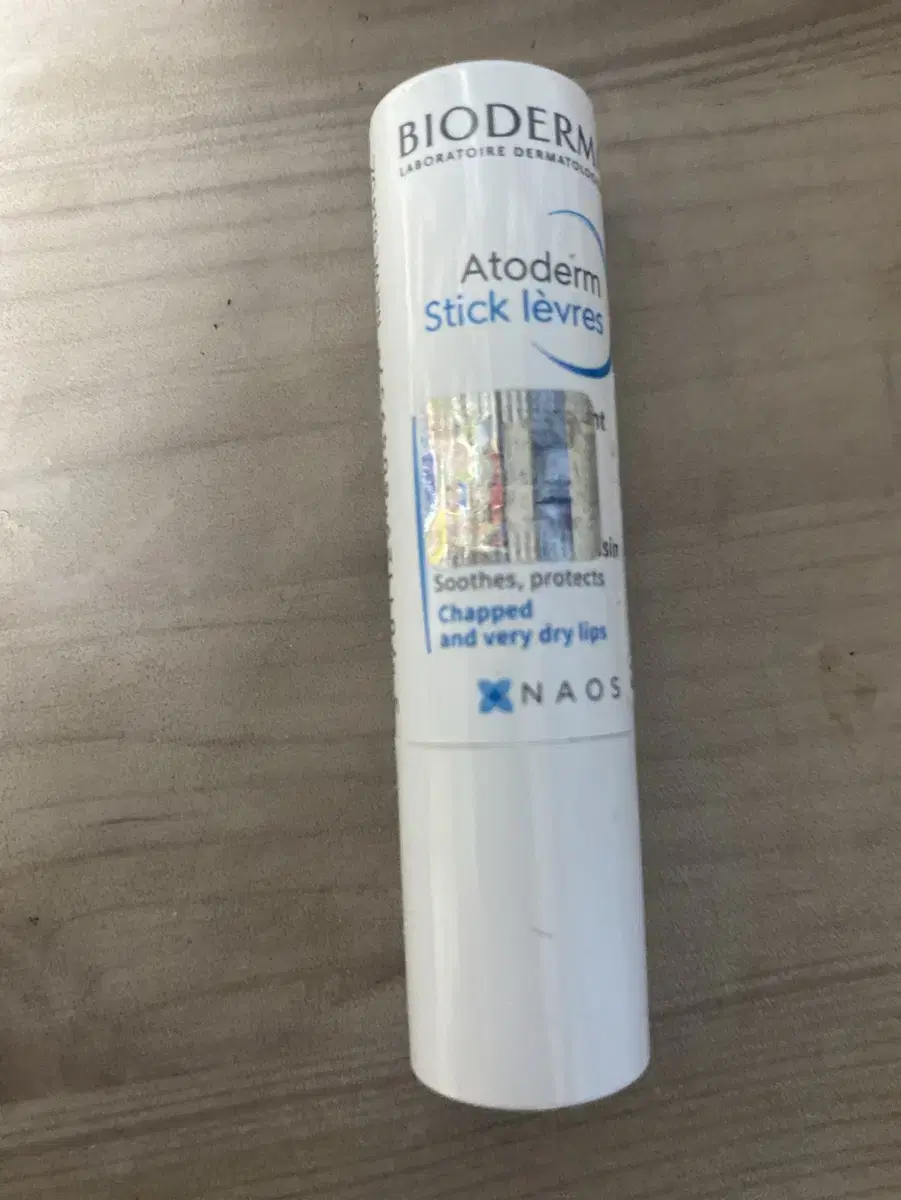 BIODERM
LABORATOIRE DERMATOLO
Atoderm
Stick lèvres
Soothes, protects
Chapped
and very dry lips
NAOS